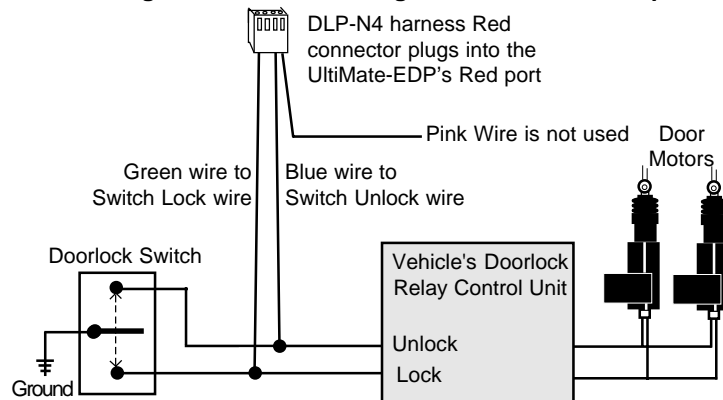 DLP-N4 harness Red
connector plugs into the
UltiMate-EDP's Red port
Pink Wire is not used
Door
Motors
Green wire to
Switch Lock wire
Blue wire to
Switch Unlock wire
Doorlock Switch
Vehicle's Doorlock
Relay Control Unit
Unlock
Lock
Ground